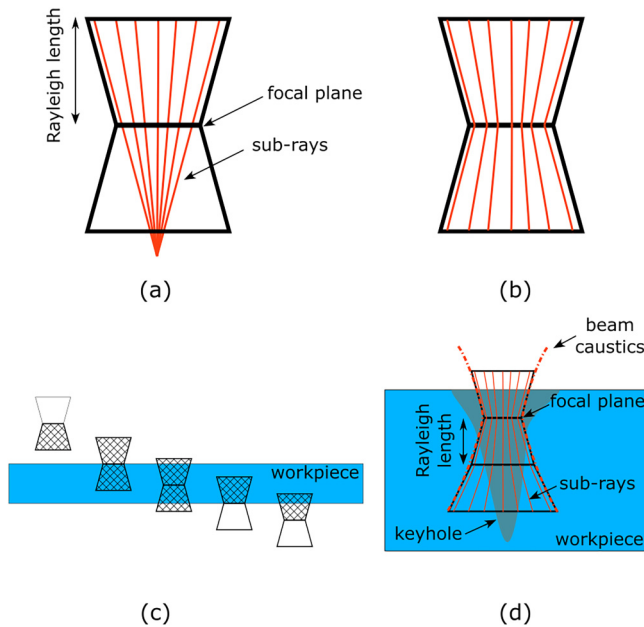 Rayleigh length
focal plane
sub-rays
(a)
(b)
workpiece
(c)
beam
caustics
focal plane
Rayleigh
length
sub-rays
keyhole
workpiece
(d)